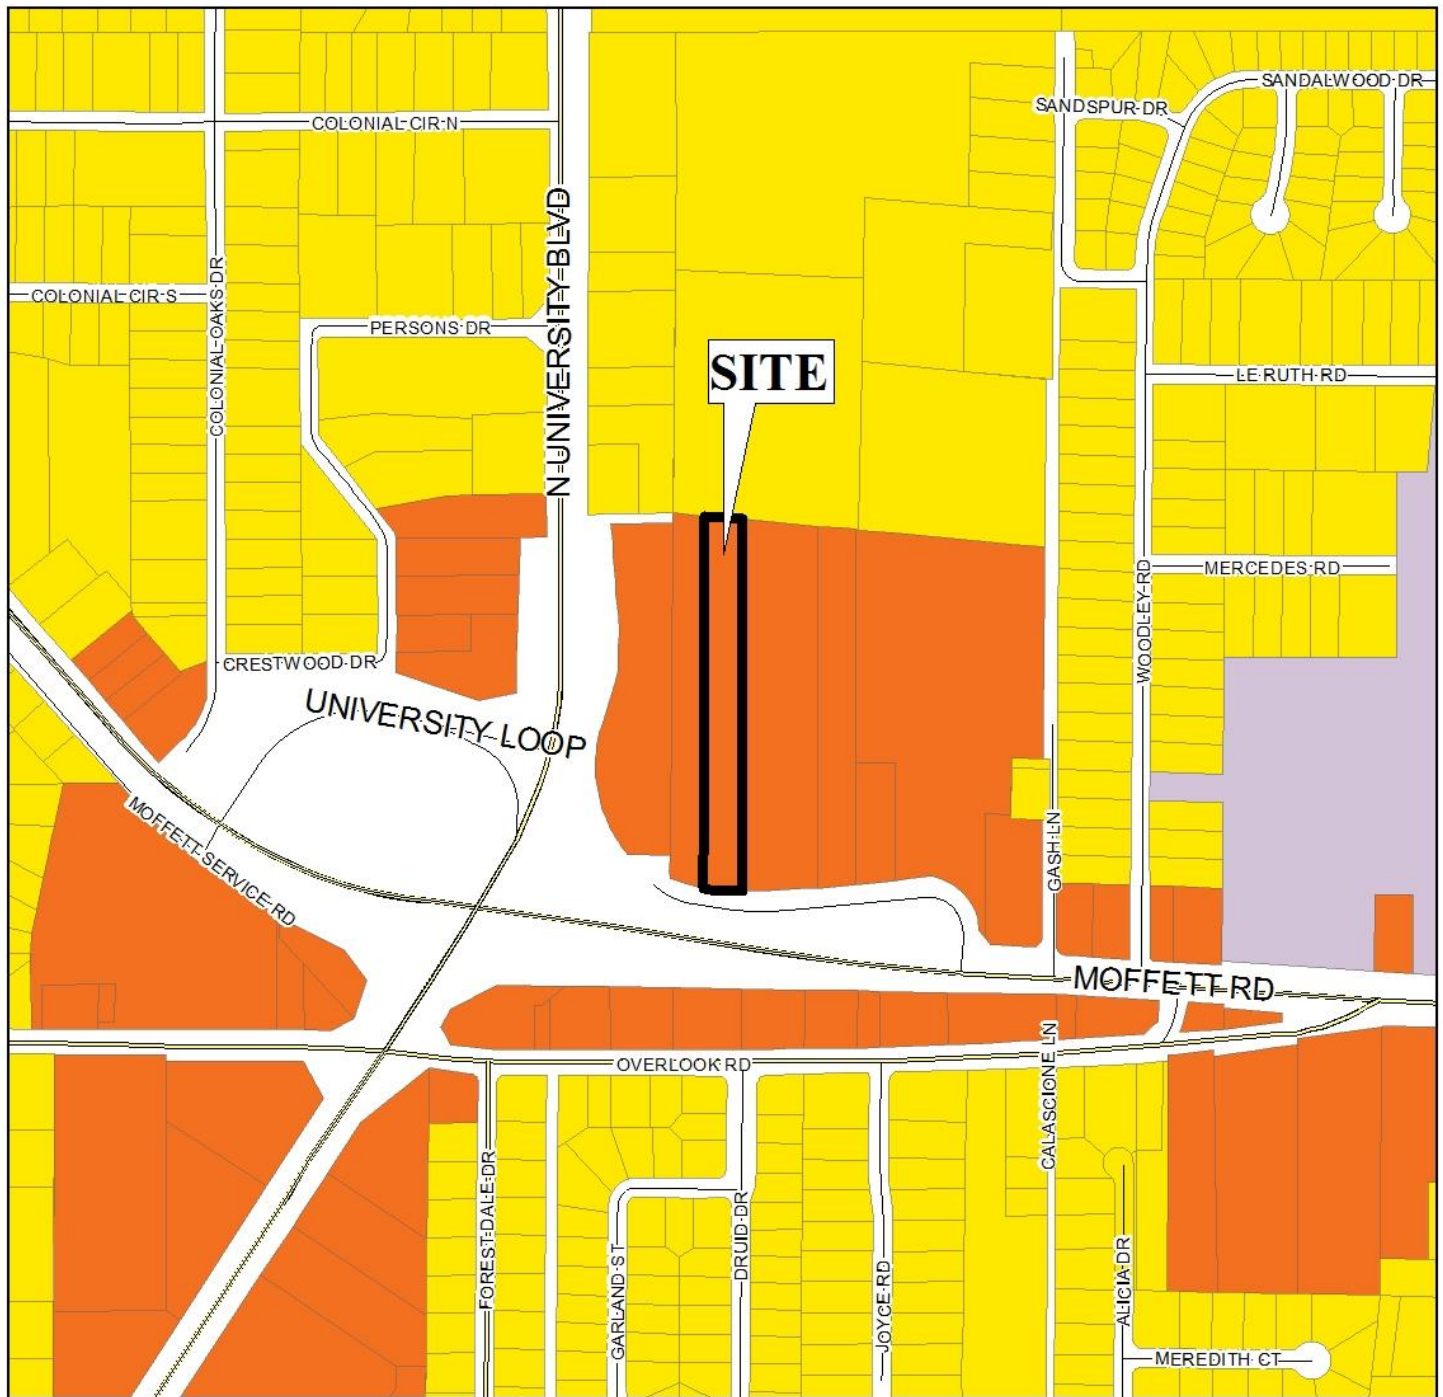 SANDALWOOD DR
SANDSPUR DR
COLONIAL CIR N
N UNIVERSITY BLVD
COLONIAL OAKS DR
COLONIAL CIR S
PERSONS DR
SITE
LE RUTH RD
MERCEDES RD
WOODLEY RD
CRESTWOOD DR
UNIVERSITY LOOP
MOFFETT SERVICE RD
GASH LN
MOFFETT RD
OVERLOOK RD
CALASCIONE LN
FOREST DALE DR
GARLAND ST
DRUID DR
JOYCE RD
ALICIA DR
MEREDITH CT